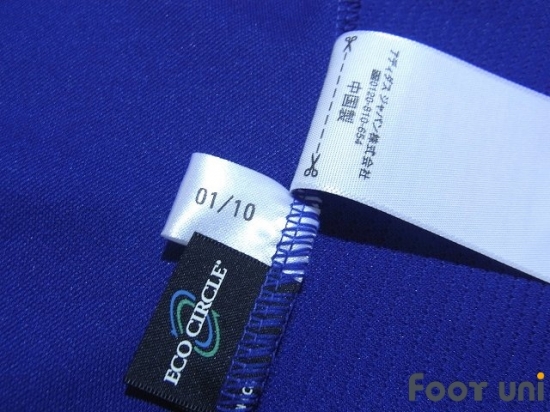 アディダス ジャパン株式会社
☎0120-810-654
中国製
01/10
ECO CIRCLE®
Foot uni